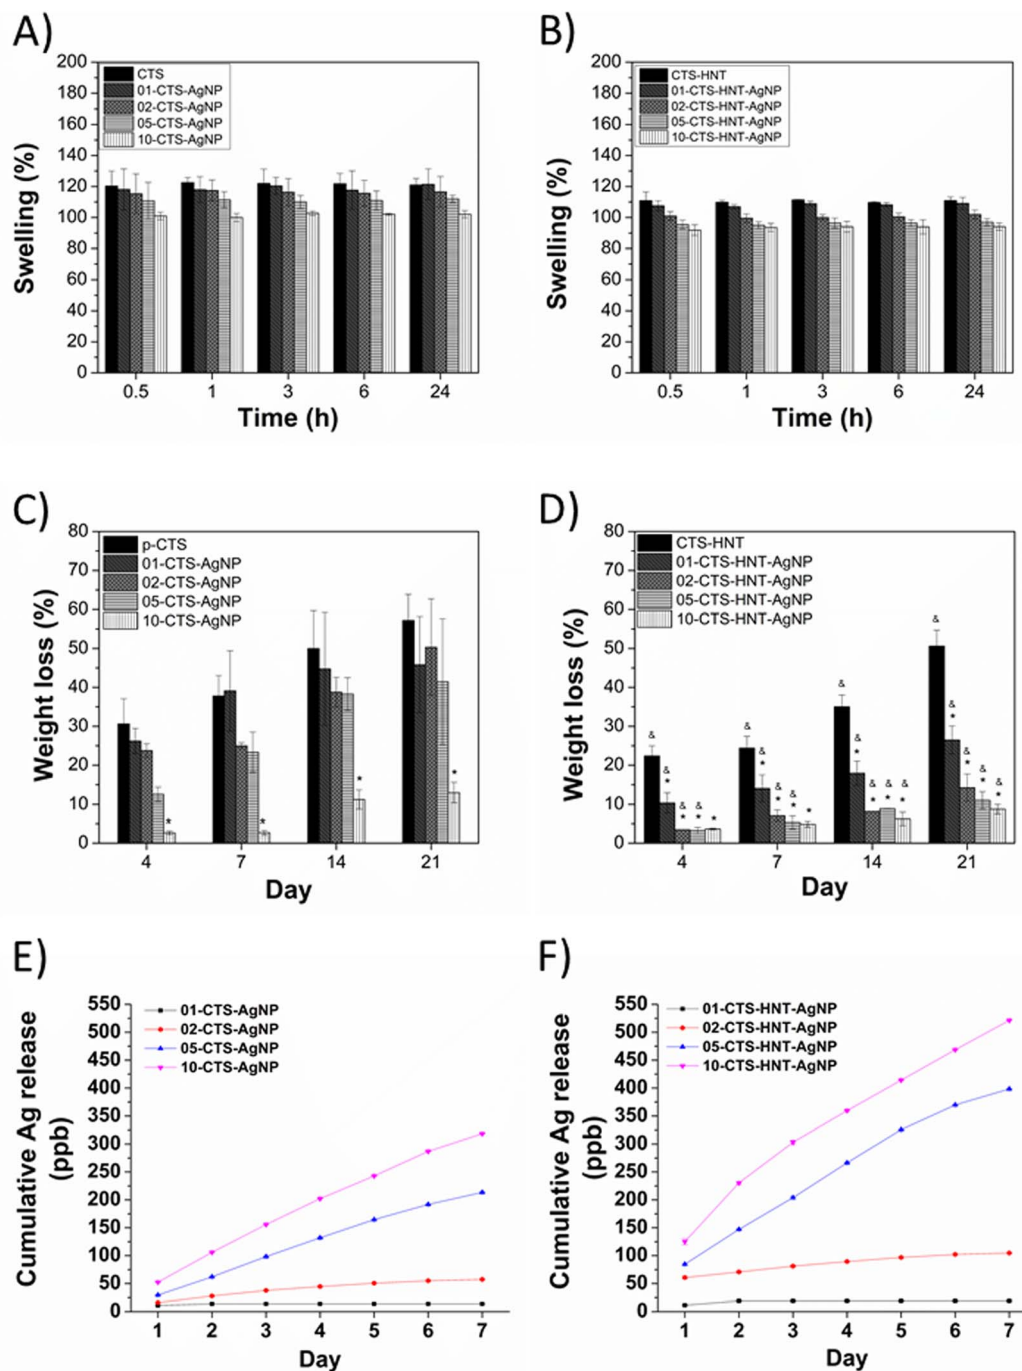 A)
200
180
160
140
120
100
80
60
40
20
0
Swelling (%)
CTS
01-CTS-AgNP
02-CTS-AgNP
05-CTS-AgNP
10-CTS-AgNP
0.5 1 3 6 24
Time (h)
B)
200
180
160
140
120
100
80
60
40
20
0
Swelling (%)
CTS-HNT
01-CTS-HNT-AgNP
02-CTS-HNT-AgNP
05-CTS-HNT-AgNP
10-CTS-HNT-AgNP
0.5 1 3 6 24
Time (h)
C)
80
70
60
50
40
30
20
10
0
Weight loss (%)
p-CTS
01-CTS-AgNP
02-CTS-AgNP
05-CTS-AgNP
10-CTS-AgNP
* * * *
4 7 14 21
Day
D)
80
70
60
50
40
30
20
10
0
Weight loss (%)
CTS-HNT
01-CTS-HNT-AgNP
02-CTS-HNT-AgNP
05-CTS-HNT-AgNP
10-CTS-HNT-AgNP
& &* &* &* *
& &* &* &* *
& &* &* &* &*
& &* &* &* &*
4 7 14 21
Day
E)
550
500
450
400
350
300
250
200
150
100
50
0
Cumulative Ag release
(ppb)
01-CTS-AgNP
02-CTS-AgNP
05-CTS-AgNP
10-CTS-AgNP
1 2 3 4 5 6 7
Day
F)
550
500
450
400
350
300
250
200
150
100
50
0
Cumulative Ag release
(ppb)
01-CTS-HNT-AgNP
02-CTS-HNT-AgNP
05-CTS-HNT-AgNP
10-CTS-HNT-AgNP
1 2 3 4 5 6 7
Day